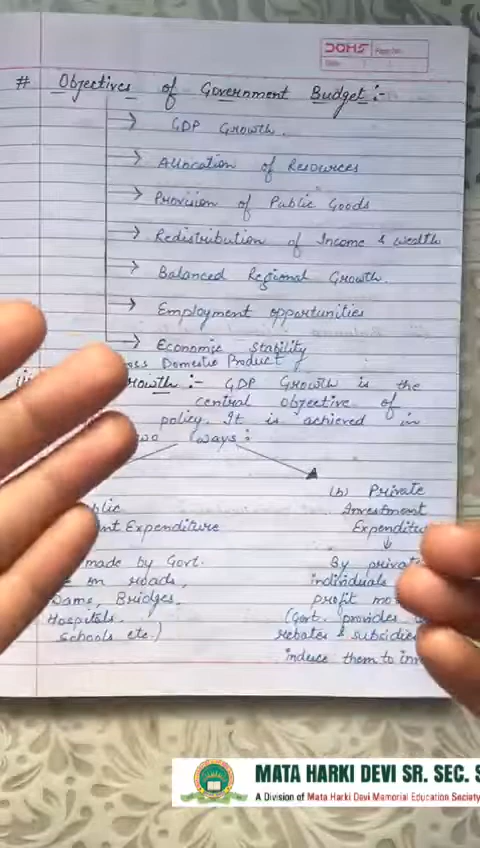 DOMS Page No.
Date
# Objectives of Government Budget :-
→ GDP Growth.
→ Allocation of Resources
→ Provision of Public Goods
→ Redistribution of Income & wealth
→ Balanced Regional Growth.
→ Employment opportunities
→ Economic Stability
Domestic Product
:- GDP Growth is the
central objective of
policy. It is achieved in
ways :
(b) Private
Investment
Expenditure
made by Govt.
on roads,
Dams, Bridges,
Hospitals,
Schools etc.)
↓
By private
individuals
profit
(Govt. provides
rebates & subsidies
induce them to
MATA HARKI DEVI SR. SEC. S
A Division of Mata Harki Devi Memorial Education Society